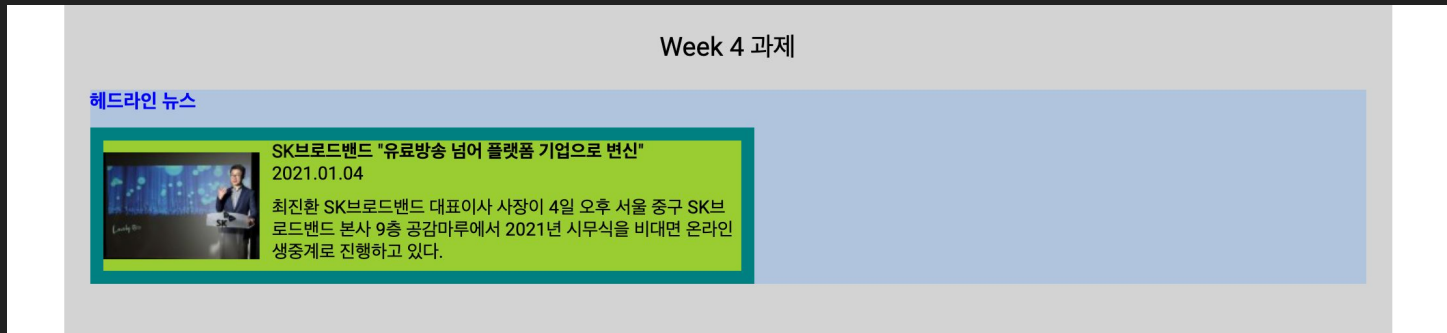 Week 4 과제
헤드라인 뉴스
SK브로드밴드 "유료방송 넘어 플랫폼 기업으로 변신"
2021.01.04
최진환 SK브로드밴드 대표이사 사장이 4일 오후 서울 중구 SK브
로드밴드 본사 9층 공감마루에서 2021년 시무식을 비대면 온라인
생중계로 진행하고 있다.
SK